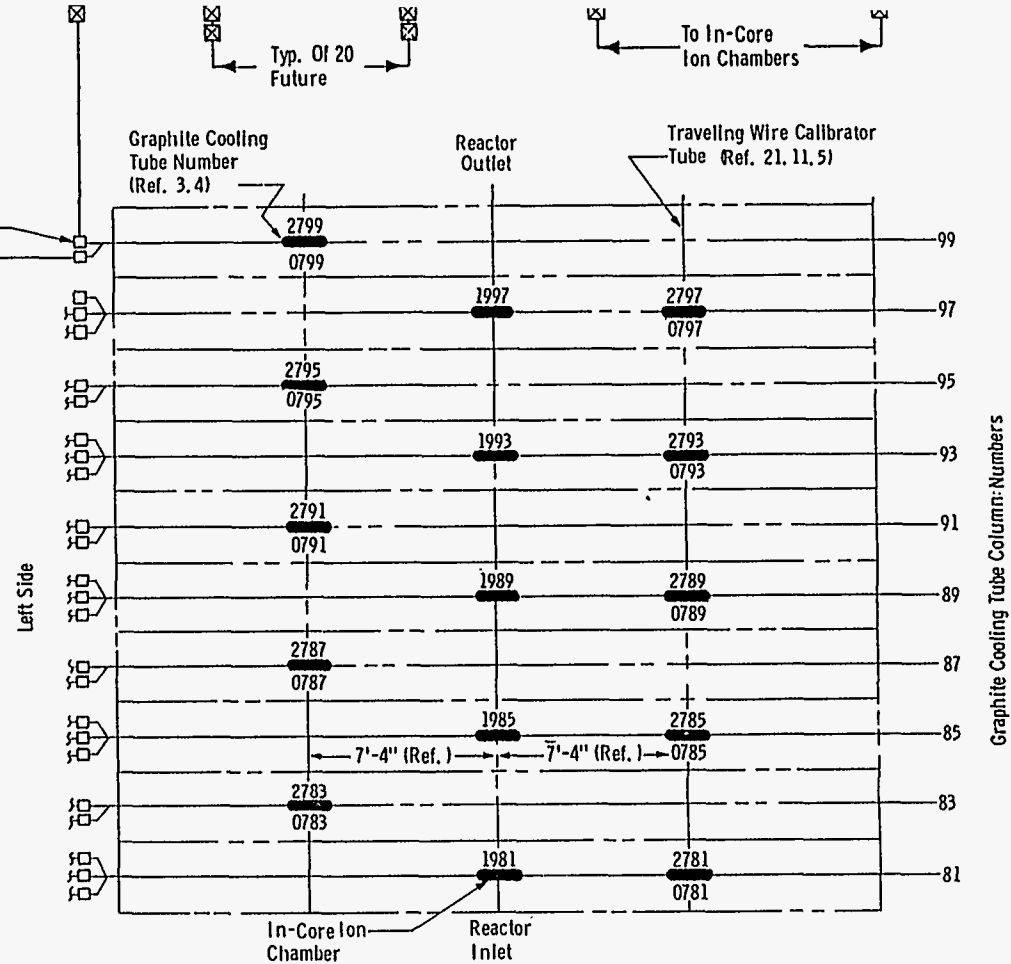 Typ. Of 20
Future
To In-Core
Ion Chambers
Graphite Cooling
Tube Number
(Ref. 3.4)
Reactor
Outlet
Traveling Wire Calibrator
Tube (Ref. 21.11.5)
2799
0799
99
1997
2797
0797
97
2795
0795
95
1993
2793
0793
93
2791
0791
91
1989
2789
0789
89
2787
0787
87
1985
2785
0785
85
7'-4" (Ref.)
7'-4" (Ref.)
2783
0783
83
1981
2781
0781
81
In-Core Ion
Chamber
Reactor
Inlet
Left Side
Graphite Cooling Tube Column:Numbers